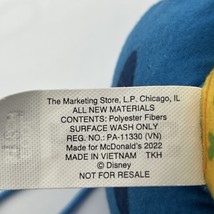 The Marketing Store, L.P. Chicago, IL
ALL NEW MATERIALS
CONTENTS: Polyester Fibers
SURFACE WASH ONLY
REG. NO.: PA-11330 (VN)
Made for McDonald's 2022
MADE IN VIETNAM TKH
© Disney
NOT FOR RESALE